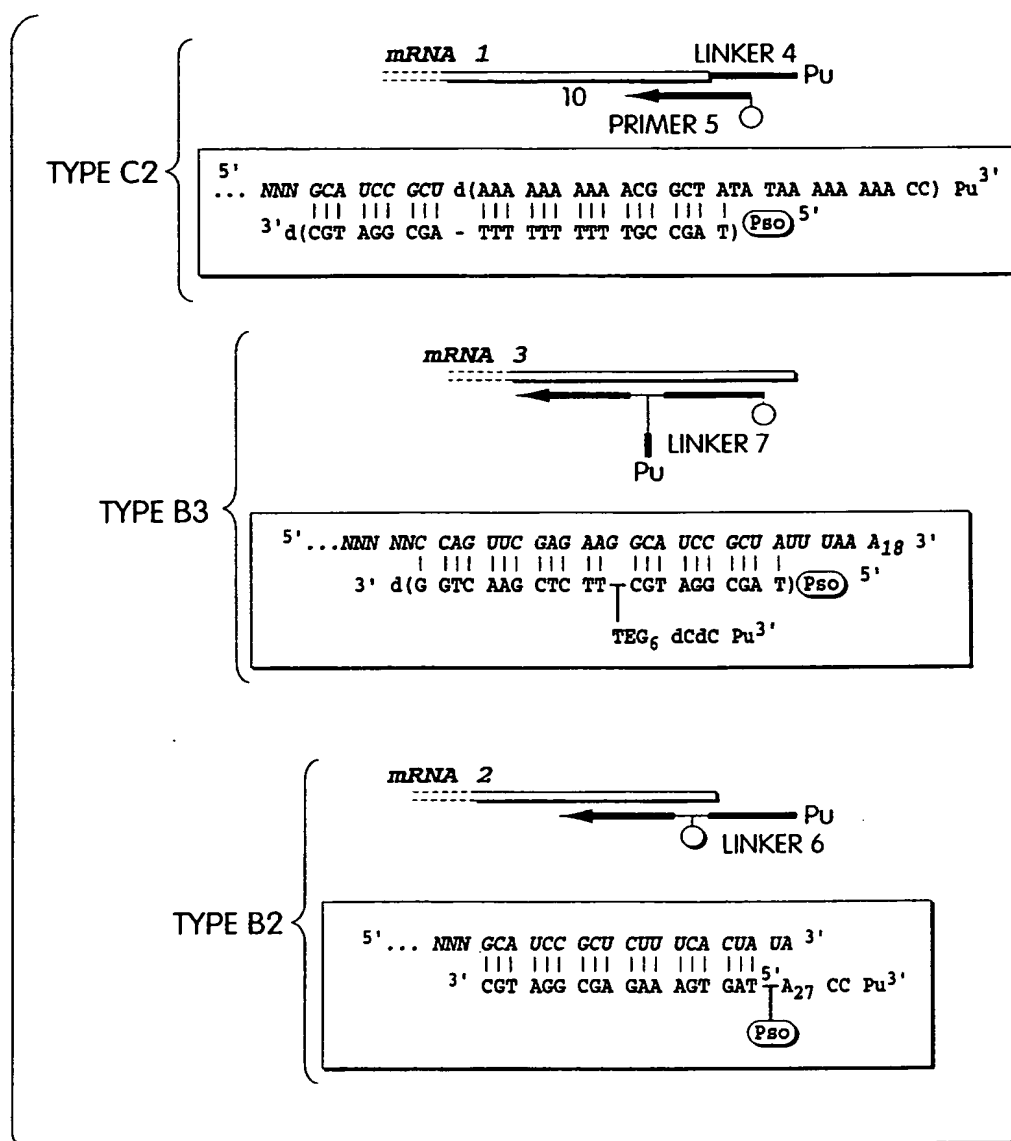 mRNA 1
LINKER 4
Pu
10
PRIMER 5
TYPE C2
5'
... NNN GCA UCC GCU d(AAA AAA AAA ACG GCT ATA TAA AAA AAA CC) Pu3'
3'd(CGT AGG CGA - TTT TTT TTT TGC CGA T) Pso 5'
mRNA 3
LINKER 7
Pu
TYPE B3
5'...NNN NNC CAG UUC GAG AAG GCA UCC GCU AUU UAA A18 3'
3' d(G GTC AAG CTC TT CGT AGG CGA T) Pso 5'
TEG6 dCdC Pu3'
mRNA 2
Pu
LINKER 6
TYPE B2
5'... NNN GCA UCC GCU CUU UCA CUA UA 3'
3' CGT AGG CGA GAA AGT GAT 5' A27 CC Pu3'
Pso